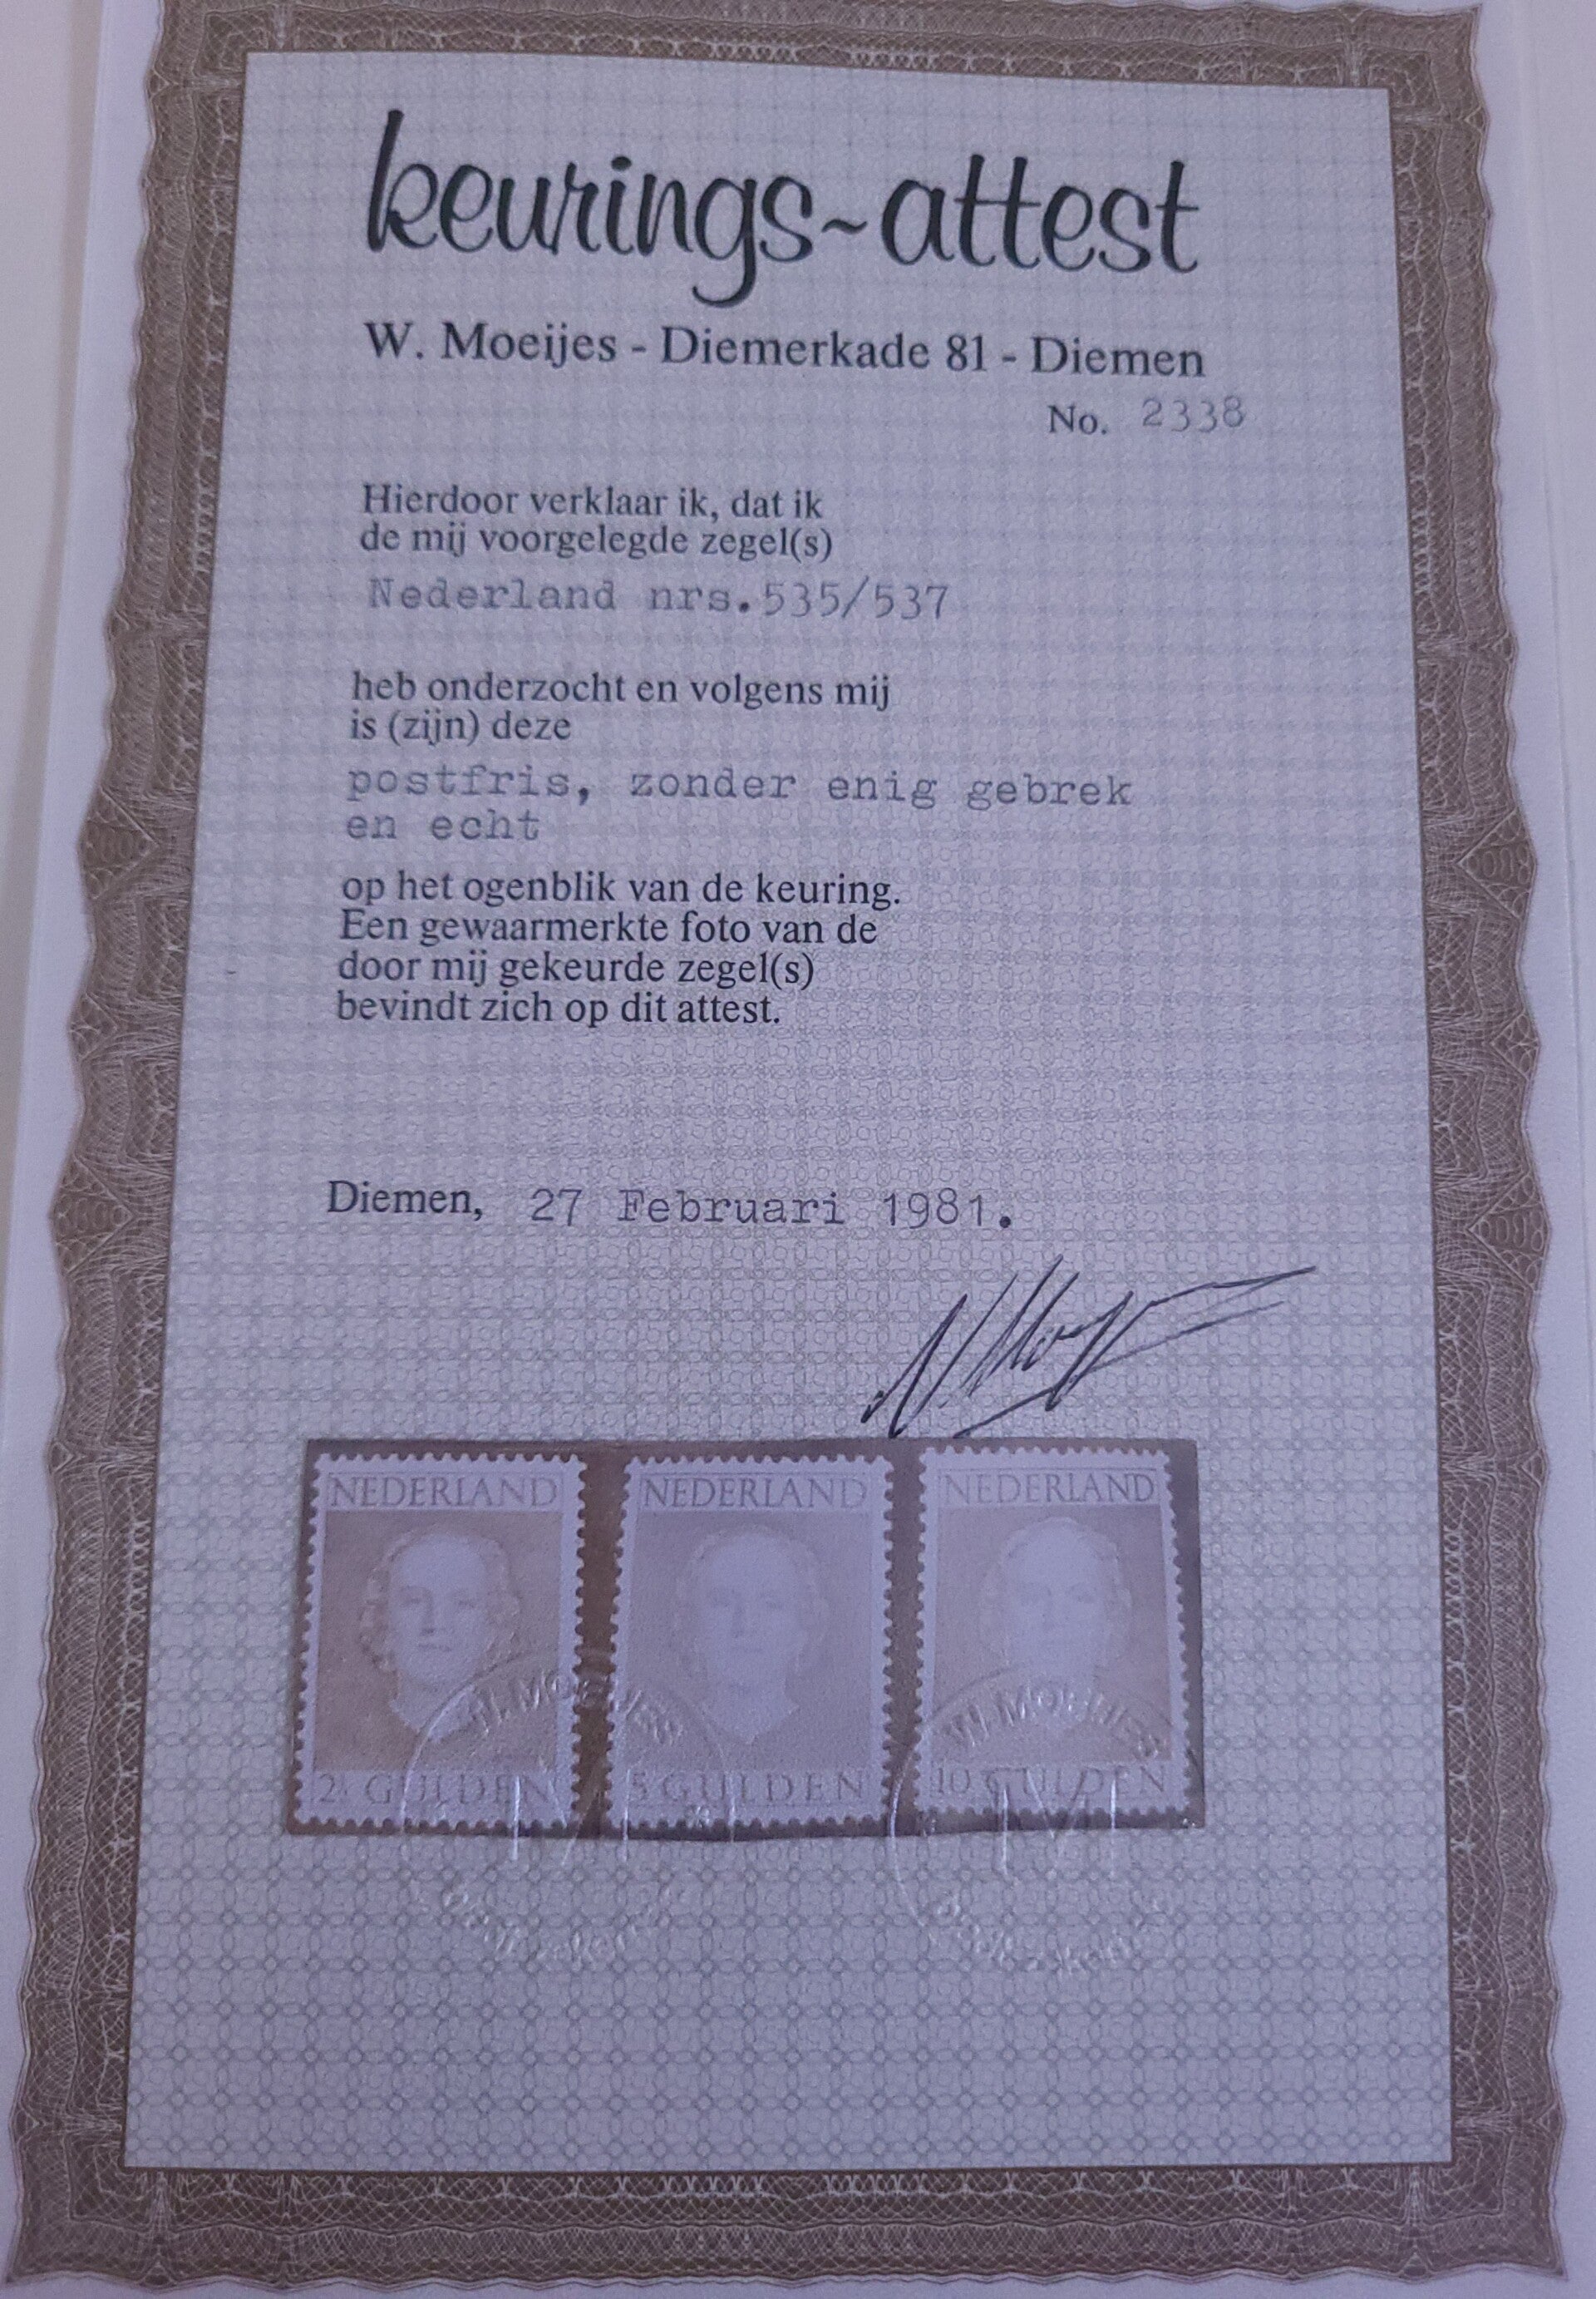 keurings~attest
W. Moeijes - Diemerkade 81 - Diemen
No. 2338
Hierdoor verklaar ik, dat ik
de mij voorgelegde zegel(s)
Nederland nrs. 535/537
heb onderzocht en volgens mij
is (zijn) deze
postfris, zonder enig gebrek
en echt
op het ogenblik van de keuring.
Een gewaarmerkte foto van de
door mij gekeurde zegel(s)
bevindt zich op dit attest.
Diemen, 27 Februari 1981.
NEDERLAND NEDERLAND NEDERLAND
W. MOEIJES W. MOEIJES
GULDEN 5 GULDEN 10 GULDEN
M M